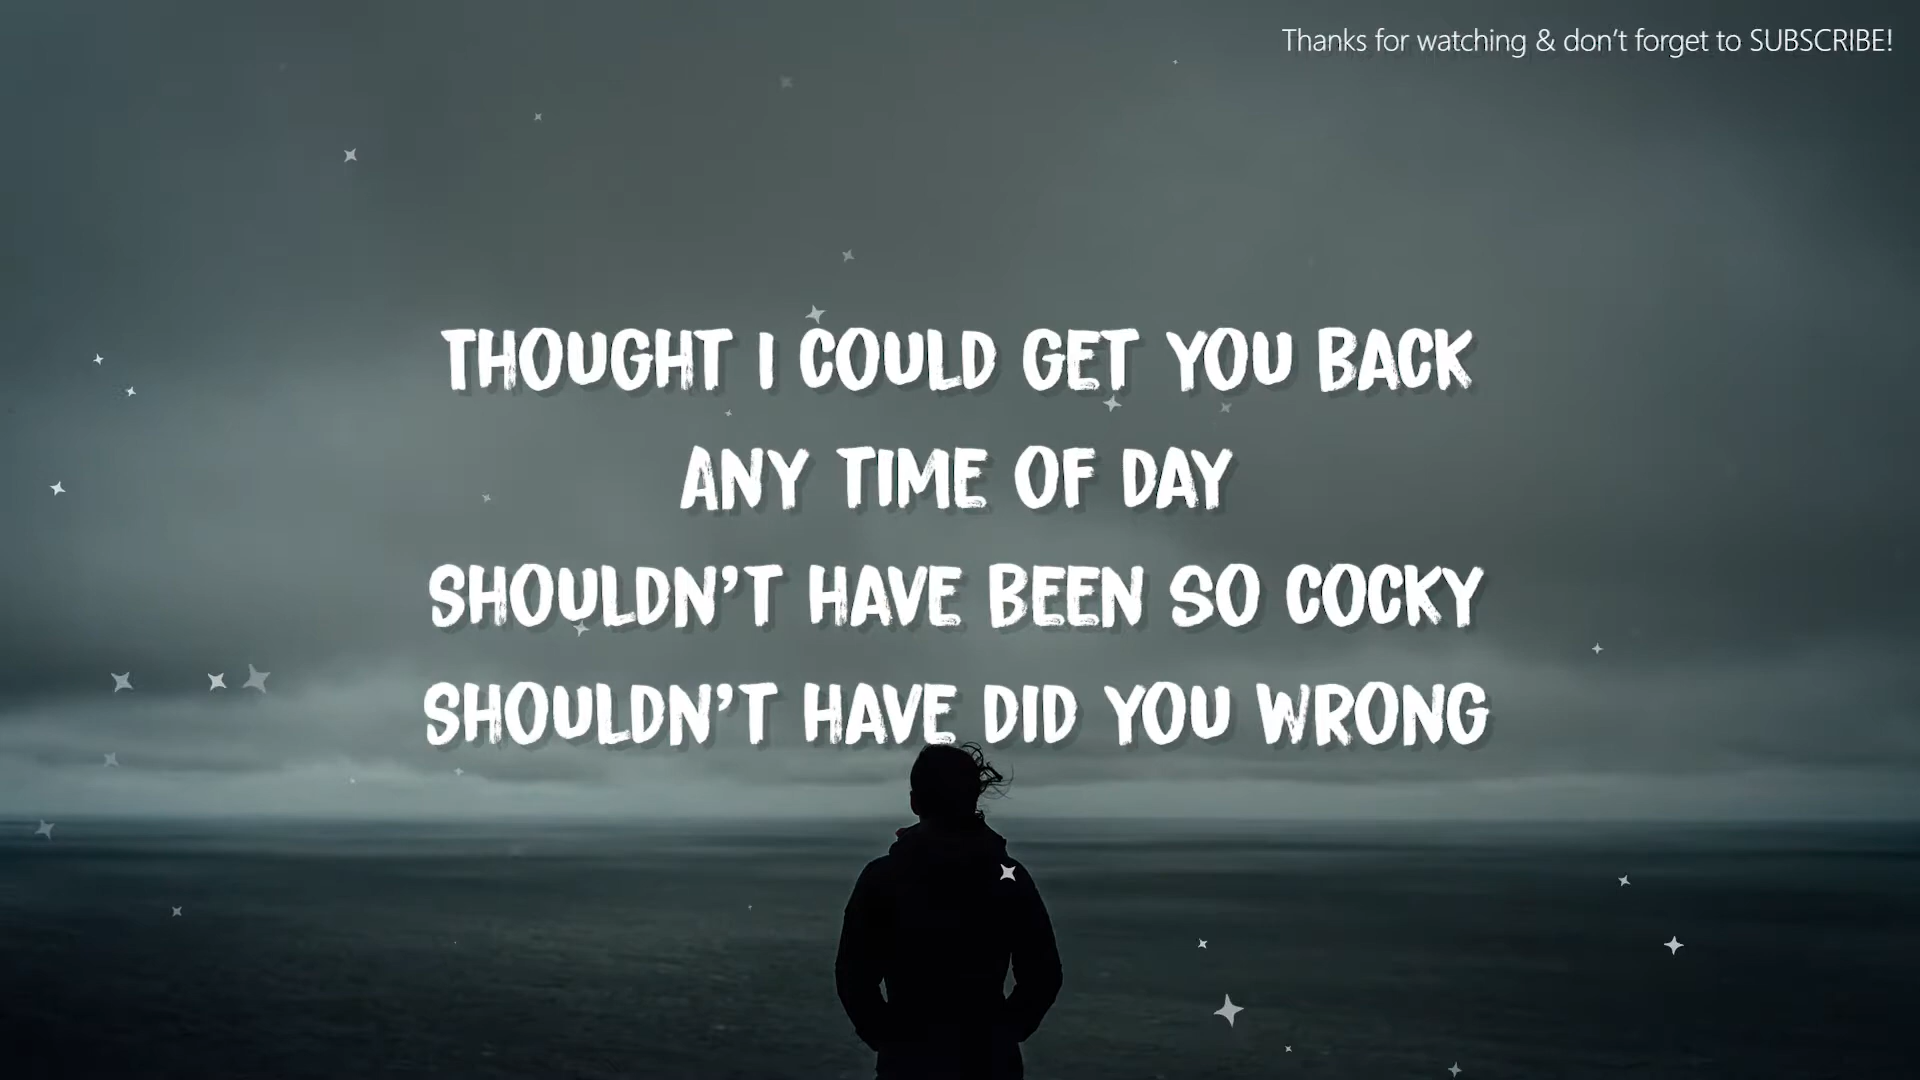 Thanks for watching & don't forget to SUBSCRIBE!
THOUGHT I COULD GET YOU BACK
ANY TIME OF DAY
SHOULDN'T HAVE BEEN SO COCKY
SHOULDN'T HAVE DID YOU WRONG